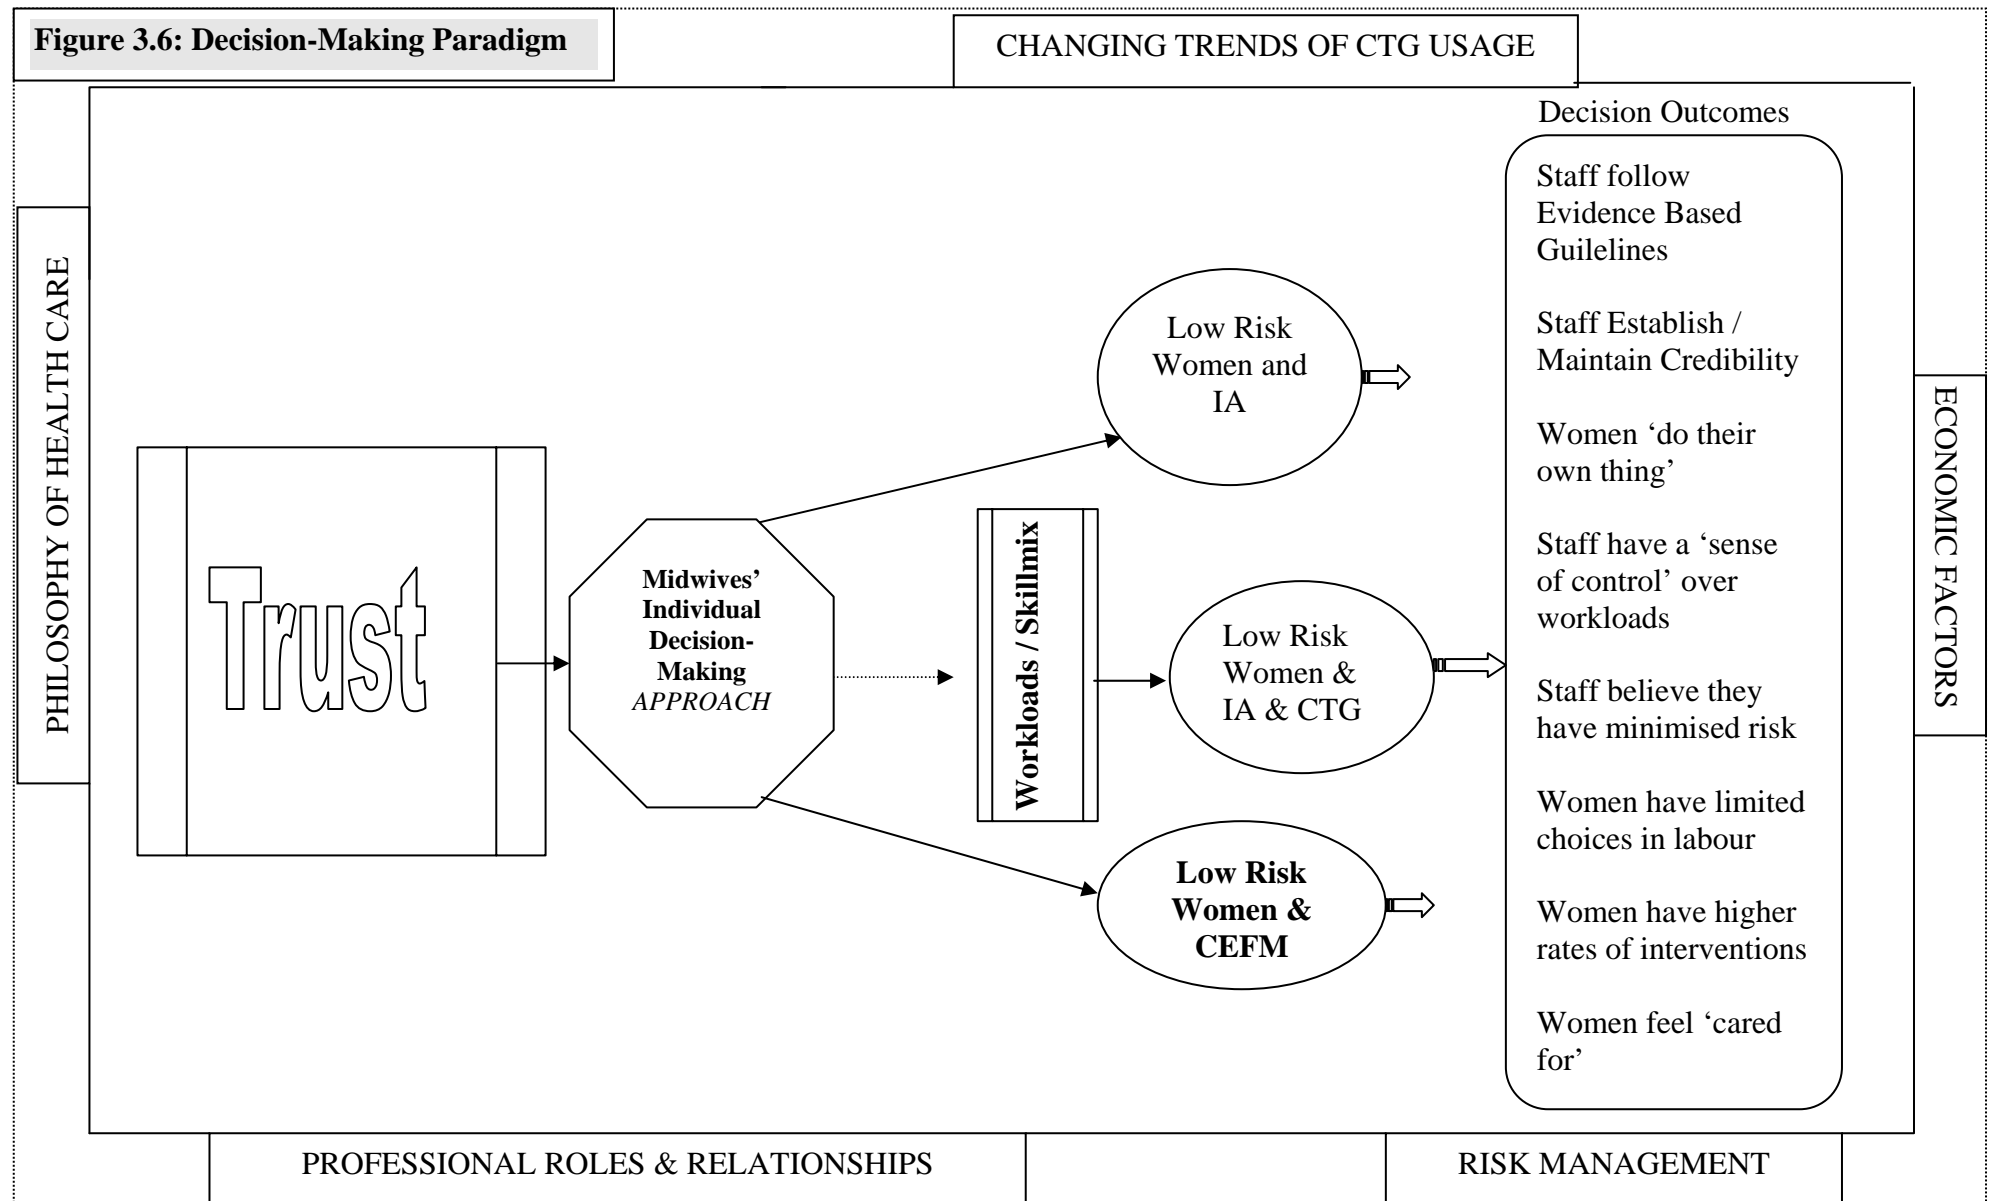 Figure 3.6: Decision-Making Paradigm
CHANGING TRENDS OF CTG USAGE
PHILOSOPHY OF HEALTH CARE
Trust
Midwives’
Individual
Decision-
Making
APPROACH
Workloads / Skillmix
Low Risk
Women and
IA
Low Risk
Women &
IA & CTG
Low Risk
Women &
CEFM
Decision Outcomes
Staff follow
Evidence Based
Guilelines
Staff Establish /
Maintain Credibility
Women ‘do their
own thing’
Staff have a ‘sense
of control’ over
workloads
Staff believe they
have minimised risk
Women have limited
choices in labour
Women have higher
rates of interventions
Women feel ‘cared
for’
ECONOMIC FACTORS
PROFESSIONAL ROLES & RELATIONSHIPS
RISK MANAGEMENT